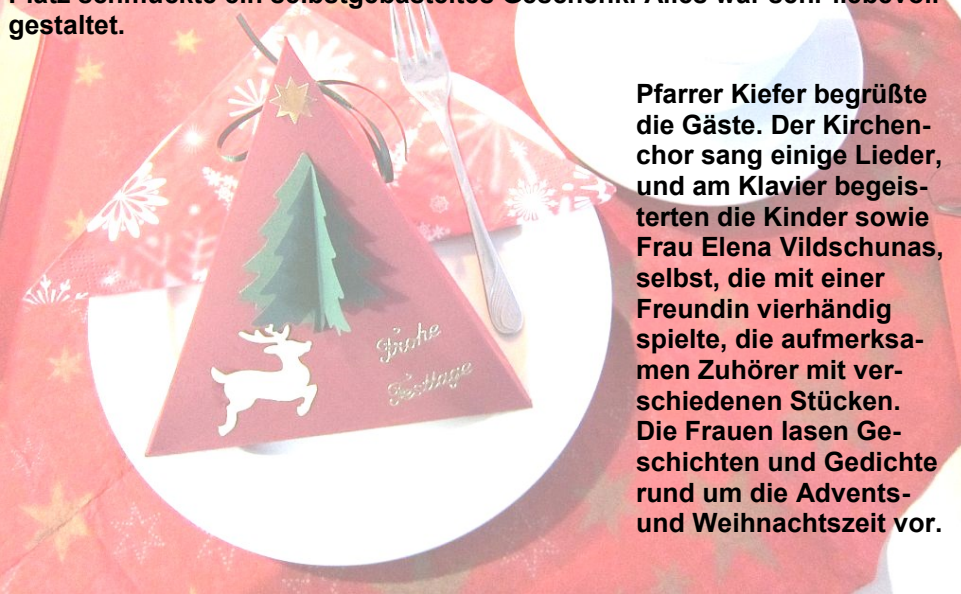 Platz schmückte ein selbstgebasteltes Geschenk. Alles war sehr liebevoll
gestaltet.
Pfarrer Kiefer begrüßte
die Gäste. Der Kirchen-
chor sang einige Lieder,
und am Klavier begeis-
terten die Kinder sowie
Frau Elena Vildschunas,
selbst, die mit einer
Freundin vierhändig
spielte, die aufmerksa-
men Zuhörer mit ver-
schiedenen Stücken.
Die Frauen lasen Ge-
schichten und Gedichte
rund um die Advents-
und Weihnachtszeit vor.
Frohe
Festtage